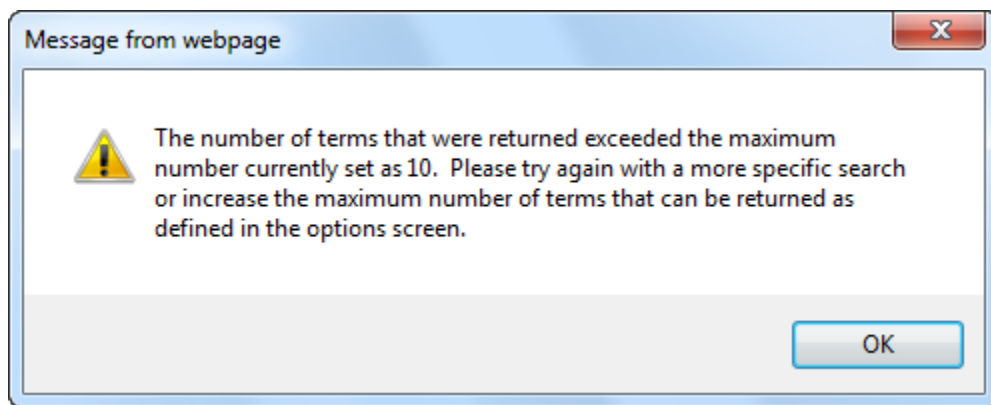 Message from webpage
The number of terms that were returned exceeded the maximum
number currently set as 10.  Please try again with a more specific search
or increase the maximum number of terms that can be returned as
defined in the options screen.
OK